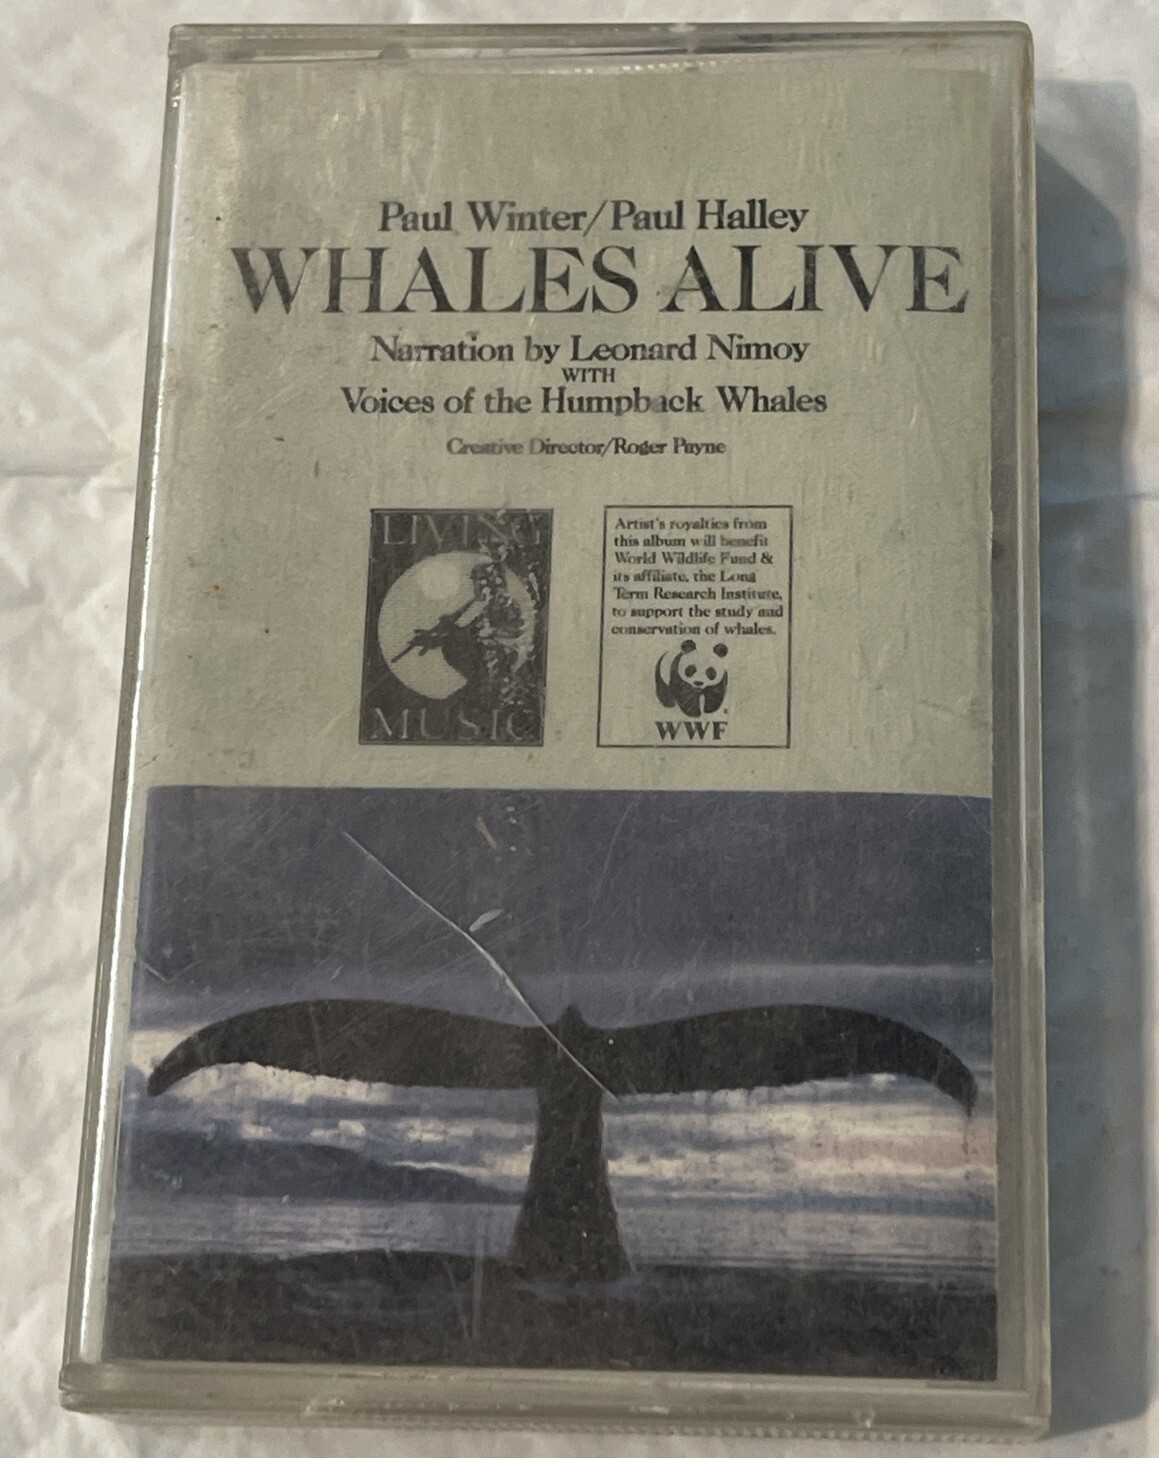 Paul Winter/Paul Halley
WHALES ALIVE
Narration by Leonard Nimoy
WITH
Voices of the Humpback Whales
Creative Director/Roger Payne
LIVING
MUSIC
Artist's royalties from
this album will benefit
World Wildlife Fund &
its affiliate, the Long
Term Research Institute,
to support the study and
conservation of whales.
WWF